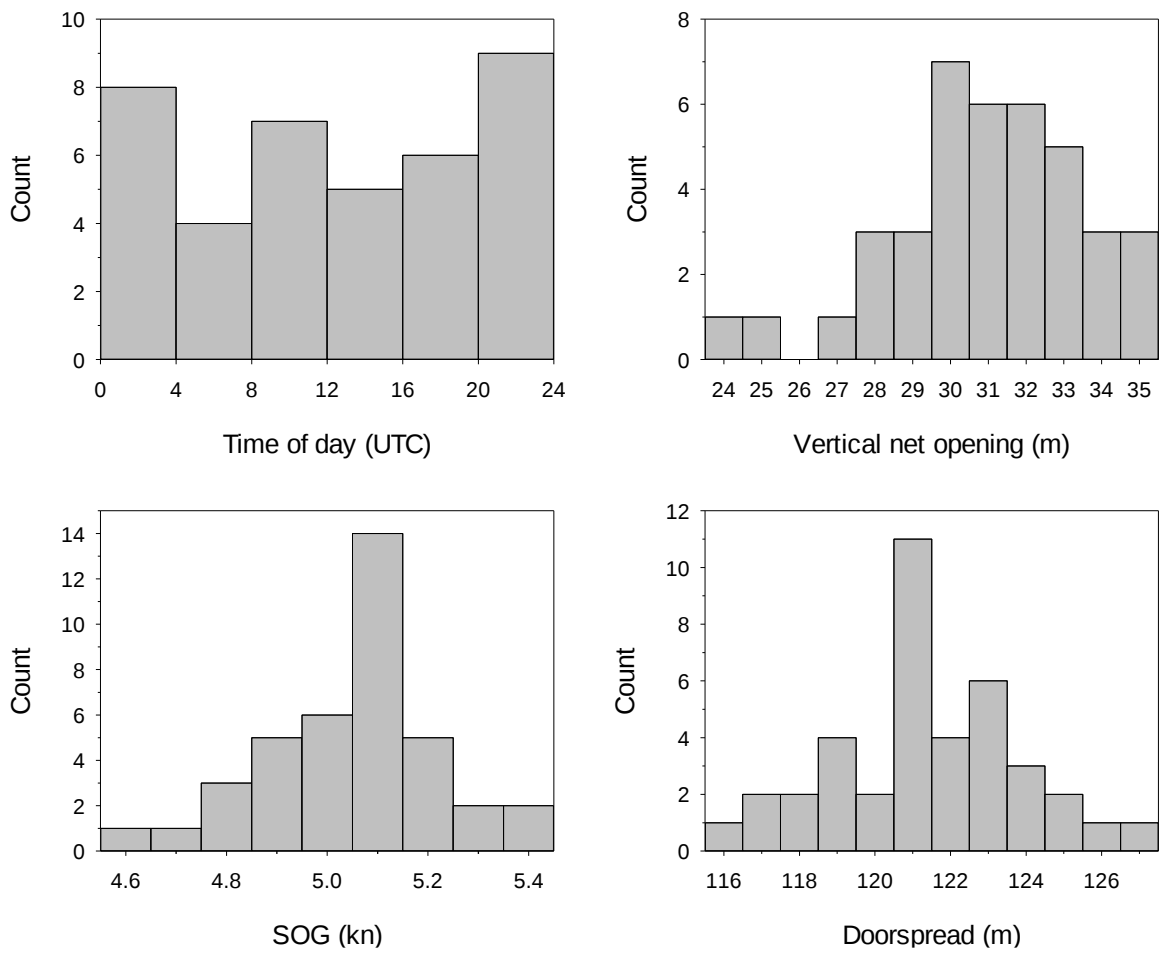 10
8
6
4
2
0
Count
0 4 8 12 16 20 24
Time of day (UTC)
8
6
4
2
0
Count
24 25 26 27 28 29 30 31 32 33 34 35
Vertical net opening (m)
14
12
10
8
6
4
2
0
Count
4.6 4.8 5.0 5.2 5.4
SOG (kn)
12
10
8
6
4
2
0
Count
116 118 120 122 124 126
Doorspread (m)